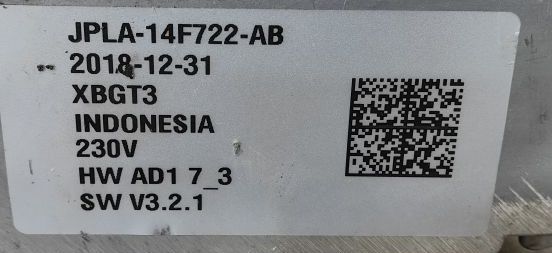 JPLA-14F722-AB
2018-12-31
XBGT3
INDONESIA
230V
HW AD1 7_3
SW V3.2.1